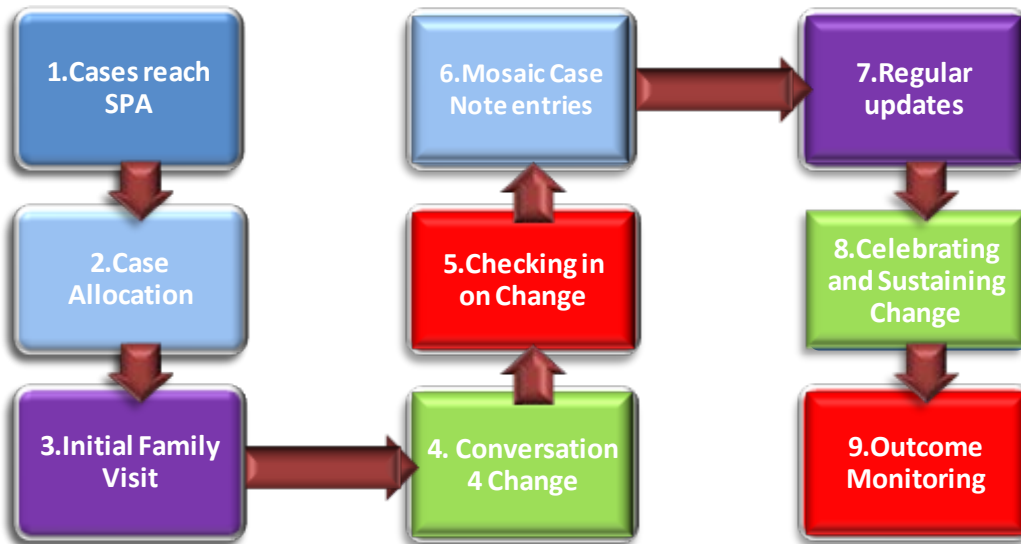 1.Cases reach
SPA
2.Case
Allocation
3.Initial Family
Visit
4. Conversation
4 Change
5.Checking in
on Change
6.Mosaic Case
Note entries
7.Regular
updates
8.Celebrating
and Sustaining
Change
9.Outcome
Monitoring